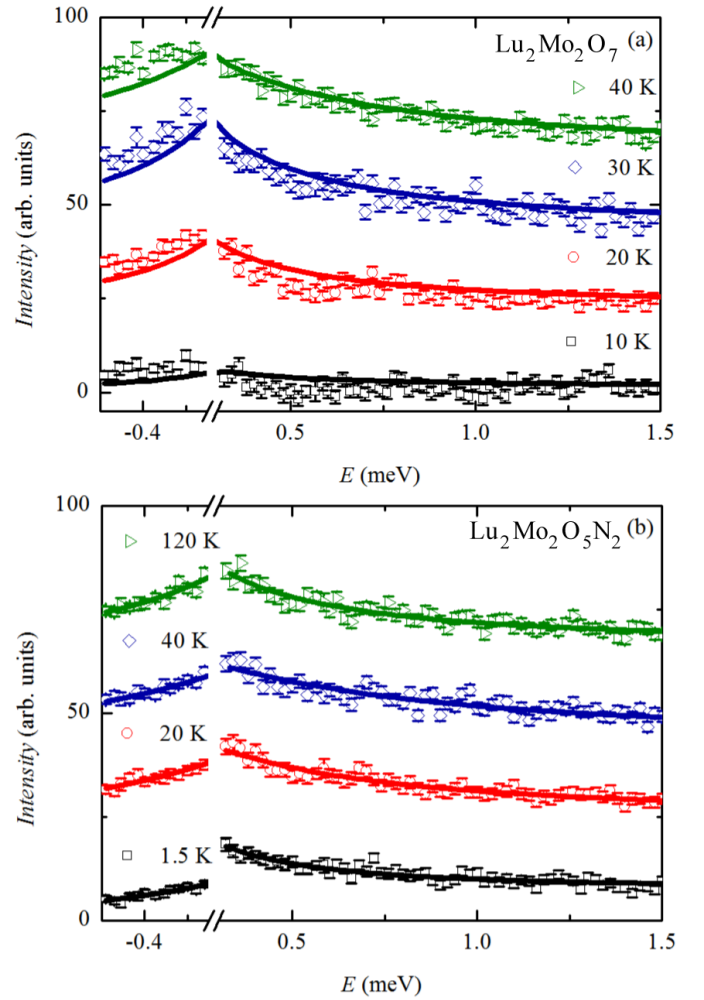 100
Lu2Mo2O7 (a)
40 K
30 K
50
20 K
10 K
0
-0.4 0.5 1.0 1.5
E (meV)
Intensity (arb. units)
100
Lu2Mo2O5N2 (b)
120 K
40 K
50
20 K
1.5 K
0
-0.4 0.5 1.0 1.5
E (meV)
Intensity (arb. units)